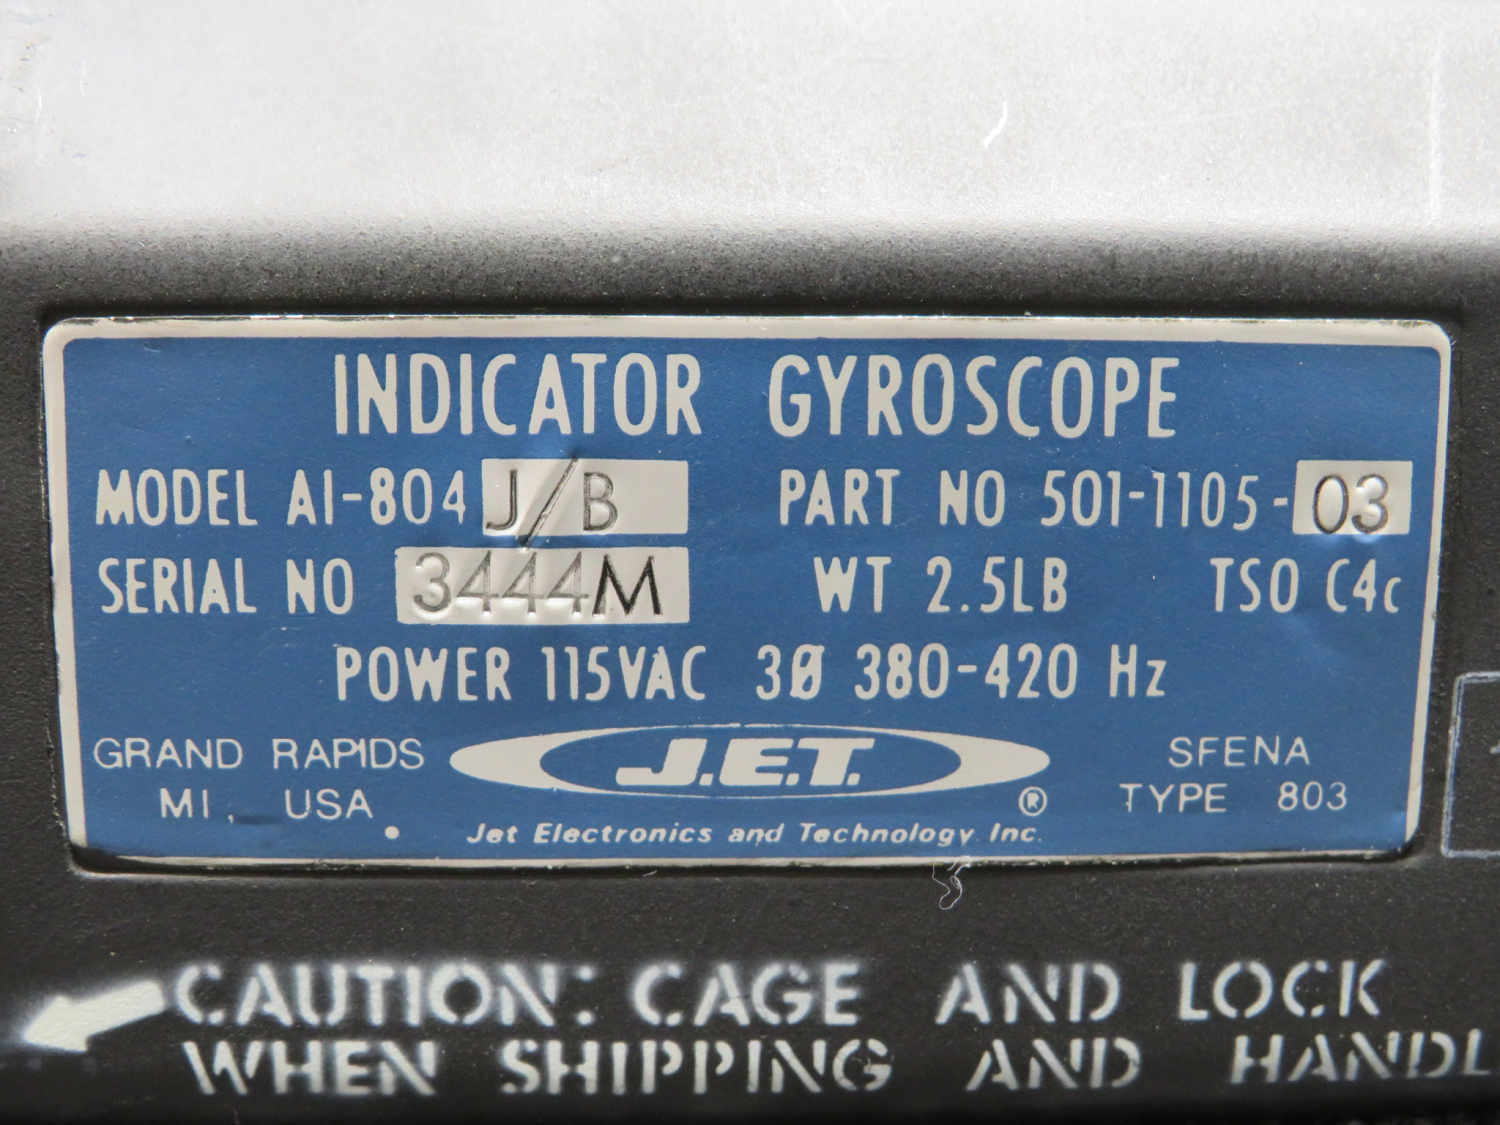 INDICATOR GYROSCOPE
MODEL AI-804 J/B PART NO 501-1105-03
SERIAL NO 3444M WT 2.5LB TSO C4c
POWER 115VAC 3Ø 380-420 Hz
GRAND RAPIDS
MI, USA
J.E.T. ®
Jet Electronics and Technology Inc.
SFENA
TYPE 803
CAUTION: CAGE AND LOCK
WHEN SHIPPING AND HANDL